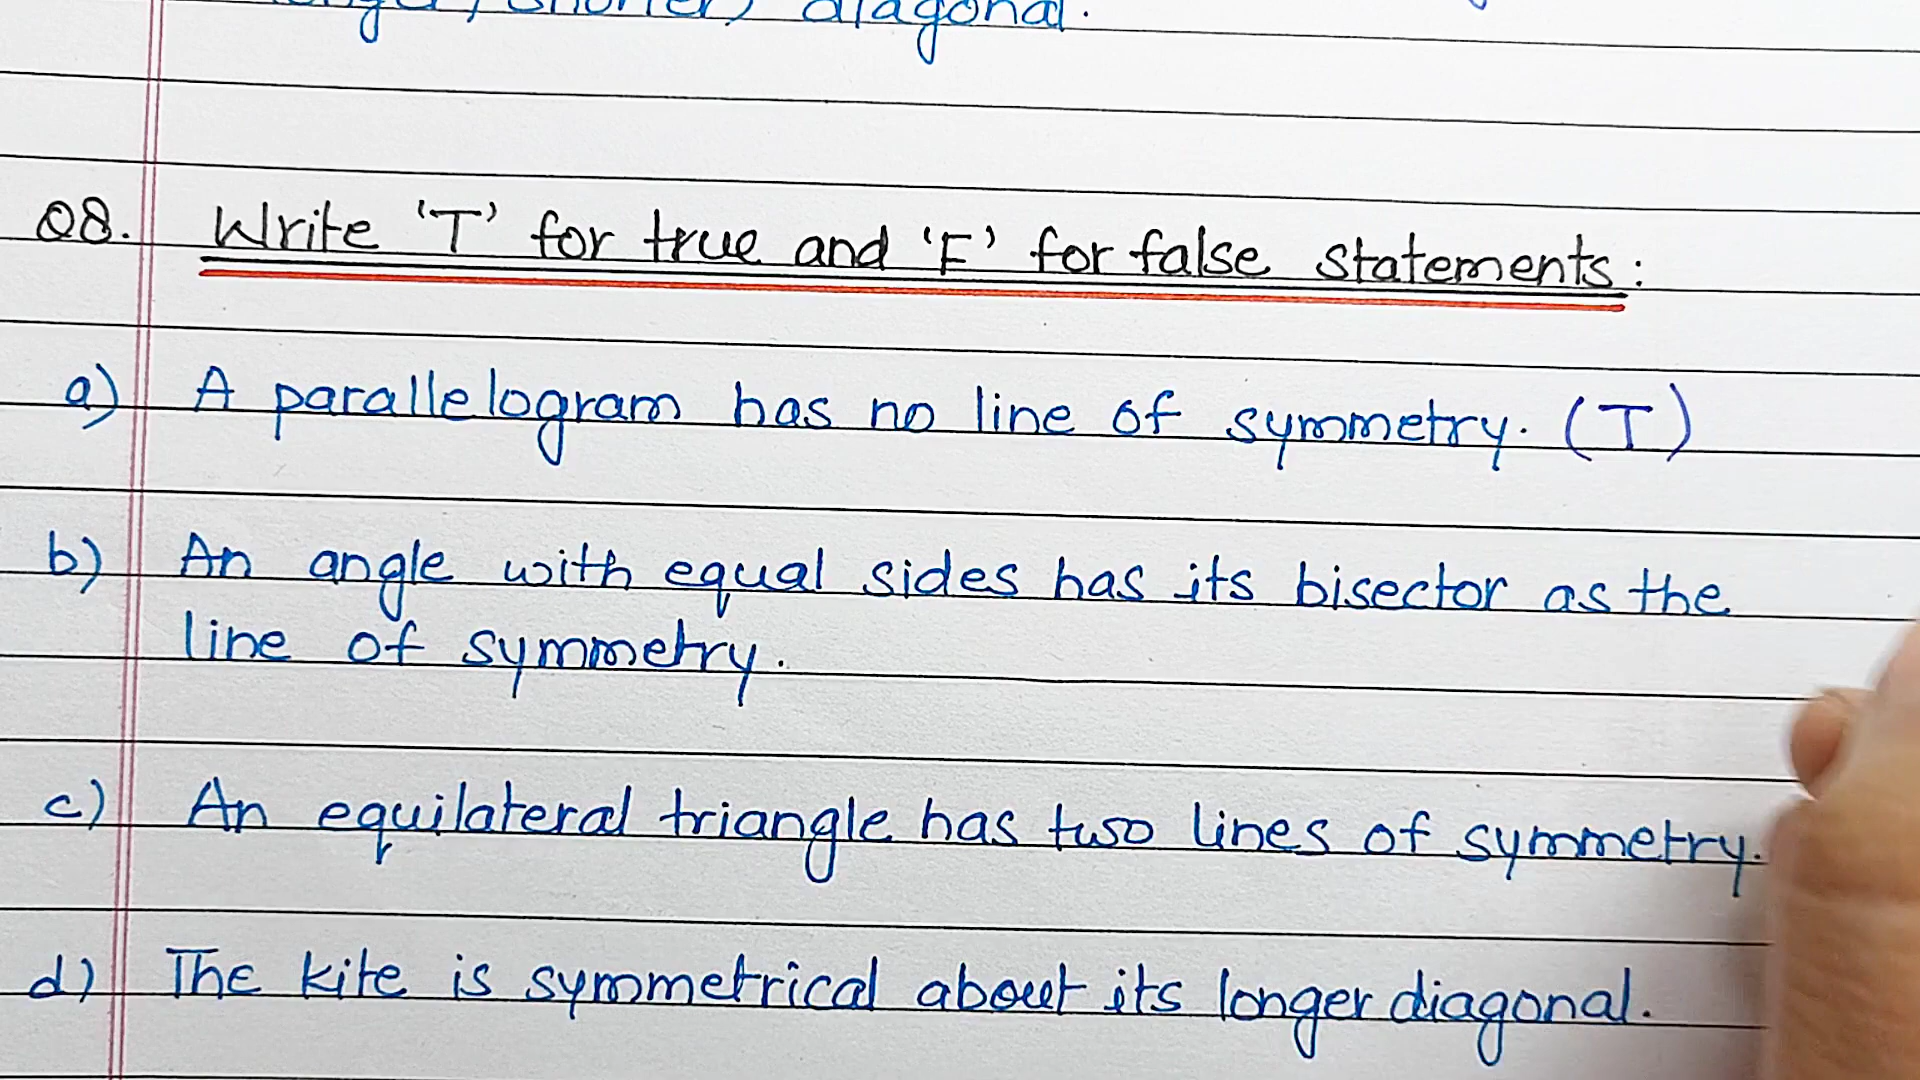 diagonal.
Q8. Write 'T' for true and 'F' for false statements:
a) A parallelogram has no line of symmetry. (T)
b) An angle with equal sides has its bisector as the
line of symmetry.
c) An equilateral triangle has two lines of symmetry.
d) The kite is symmetrical about its longer diagonal.